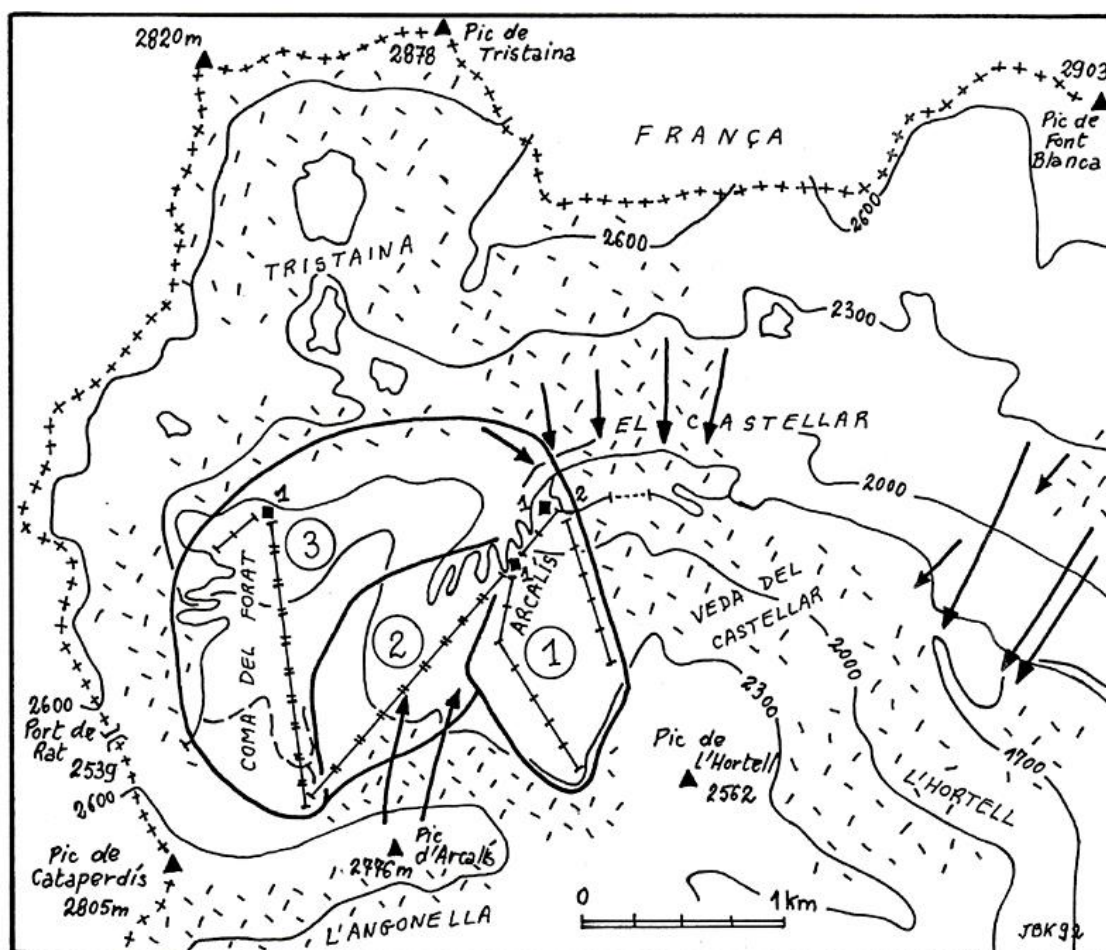 2820m
2878
Pic de
Tristaina
2903
Pic de
Font
Blanca
FRANÇA
2600
2600
TRISTAINA
2300
EL CASTELLAR
2000
1
1
2
3
COMA DEL FORAT
ARCALÍS
2
1
VEDA DEL
CASTELLAR
2000
2300
2600
Port de
Rat
2539
2600
Pic de
L'Hortell
2562
1700
L'HORTELL
Pic de
Cataperdís
2805m
2776m
Pic
d'Arcalís
L'ANGONELLA
0
1km
JBK92